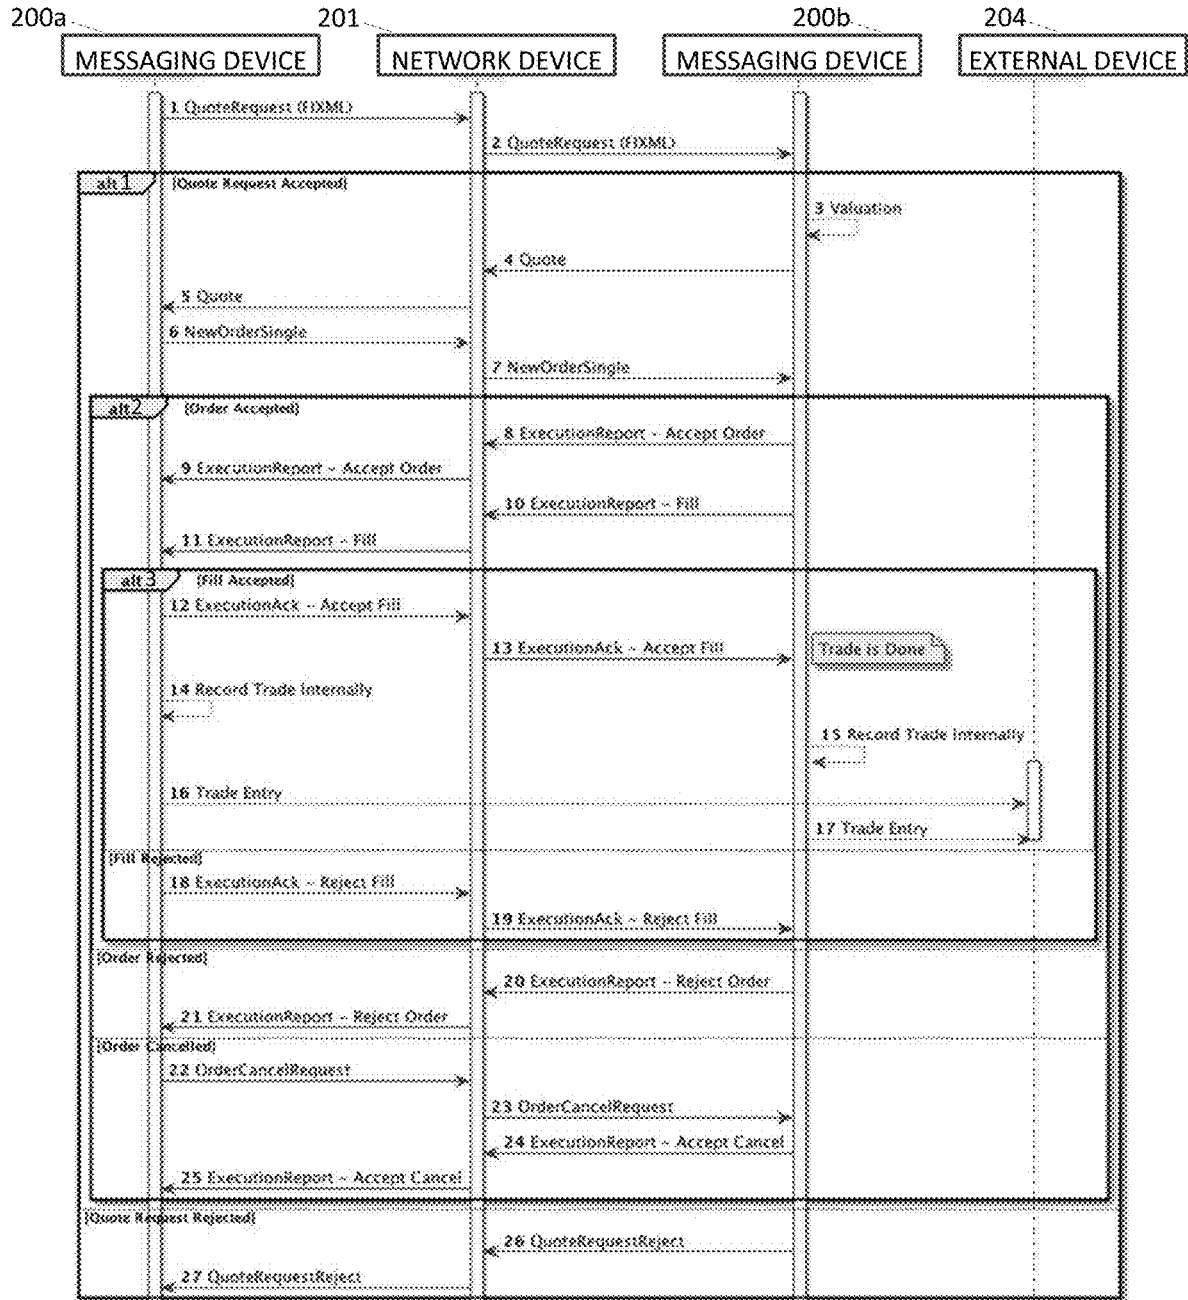 200a 201 200b 204
MESSAGING DEVICE NETWORK DEVICE MESSAGING DEVICE EXTERNAL DEVICE
1 QuoteRequest (FIXML)
2 QuoteRequest (FIXML)
alt1 [Quote Request Accepted]
3 Valuation
4 Quote
5 Quote
6 NewOrderSingle
7 NewOrderSingle
alt2 [Order Accepted]
8 ExecutionReport - Accept Order
9 ExecutionReport - Accept Order
10 ExecutionReport - Fill
11 ExecutionReport - Fill
alt3 [Fill Accepted]
12 ExecutionAck - Accept Fill
13 ExecutionAck - Accept Fill Trade is Done
14 Record Trade Internally
15 Record Trade Internally
16 Trade Entry
17 Trade Entry
[Fill Rejected]
18 ExecutionAck - Reject Fill
19 ExecutionAck - Reject Fill
[Order Rejected]
20 ExecutionReport - Reject Order
21 ExecutionReport - Reject Order
[Order Cancelled]
22 OrderCancelRequest
23 OrderCancelRequest
24 ExecutionReport - Accept Cancel
25 ExecutionReport - Accept Cancel
[Quote Request Rejected]
26 QuoteRequestReject
27 QuoteRequestReject